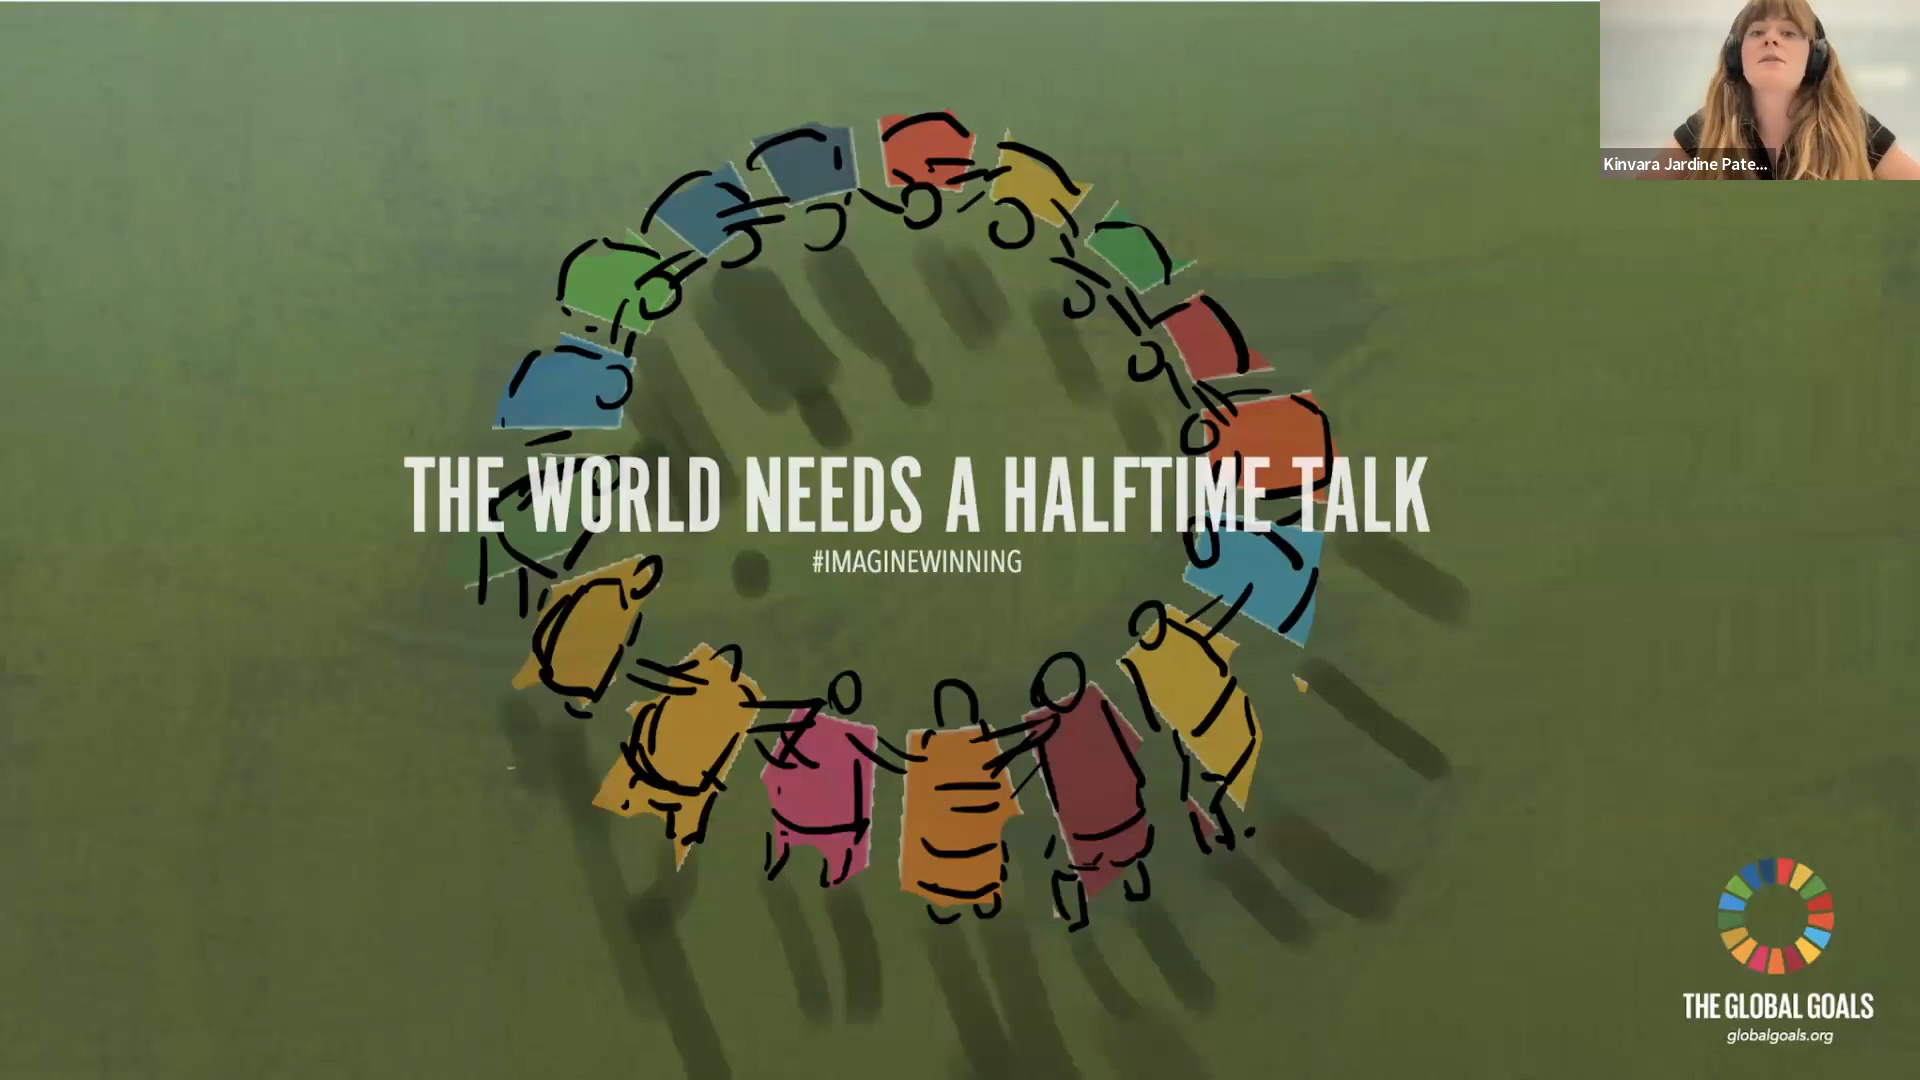 Kinvara Jardine Pate...
THE WORLD NEEDS A HALFTIME TALK
#IMAGINEWINNING
THE GLOBAL GOALS
globalgoals.org